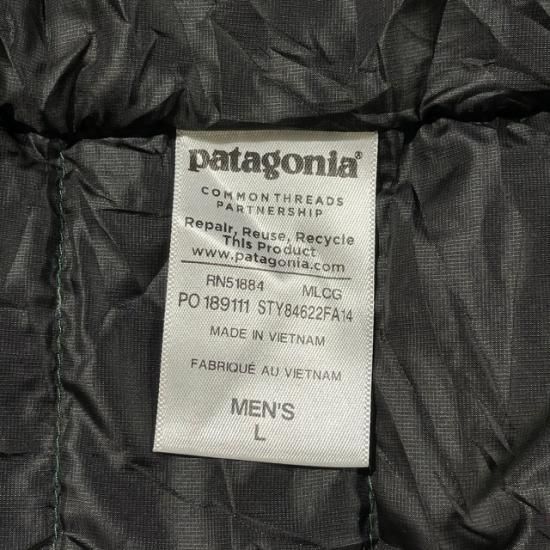 patagonia®
COMMON THREADS
PARTNERSHIP
Repair, Reuse, Recycle
This Product
www.patagonia.com
RN51884 MLCG
PO 189111 STY84622FA14
MADE IN VIETNAM
FABRIQUÉ AU VIETNAM
MEN'S
L